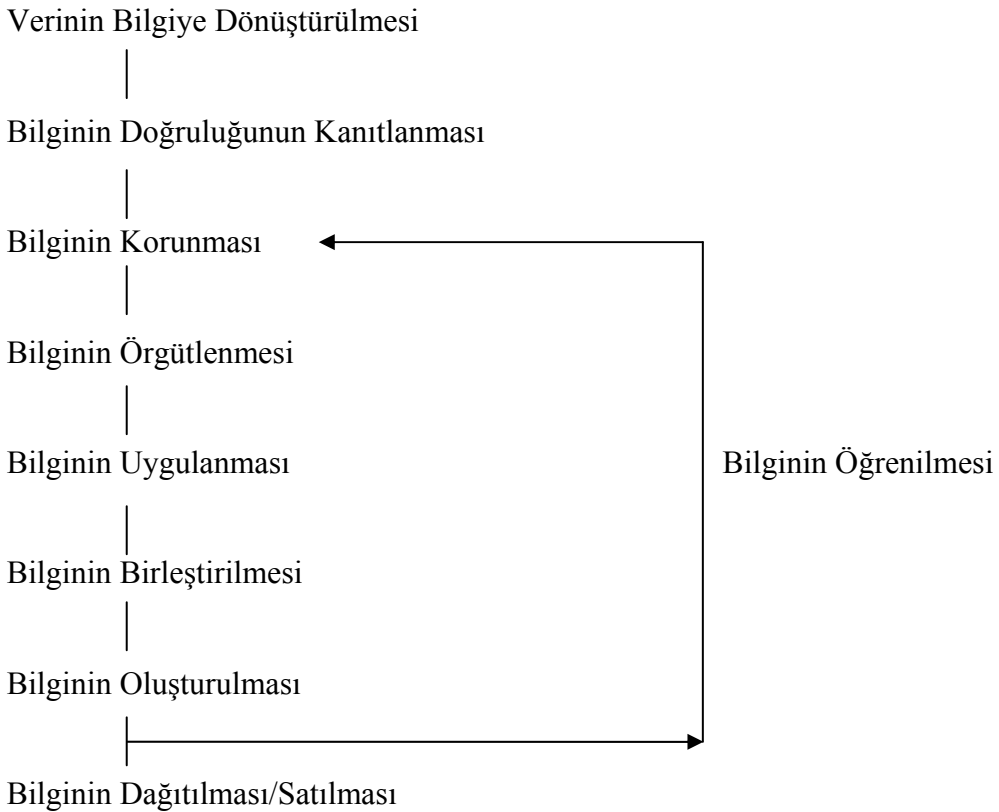 Verinin Bilgiye Dönüştürülmesi
Bilginin Doğruluğunun Kanıtlanması
Bilginin Korunması
Bilginin Örgütlenmesi
Bilginin Uygulanması
Bilginin Öğrenilmesi
Bilginin Birleştirilmesi
Bilginin Oluşturulması
Bilginin Dağıtılması/Satılması